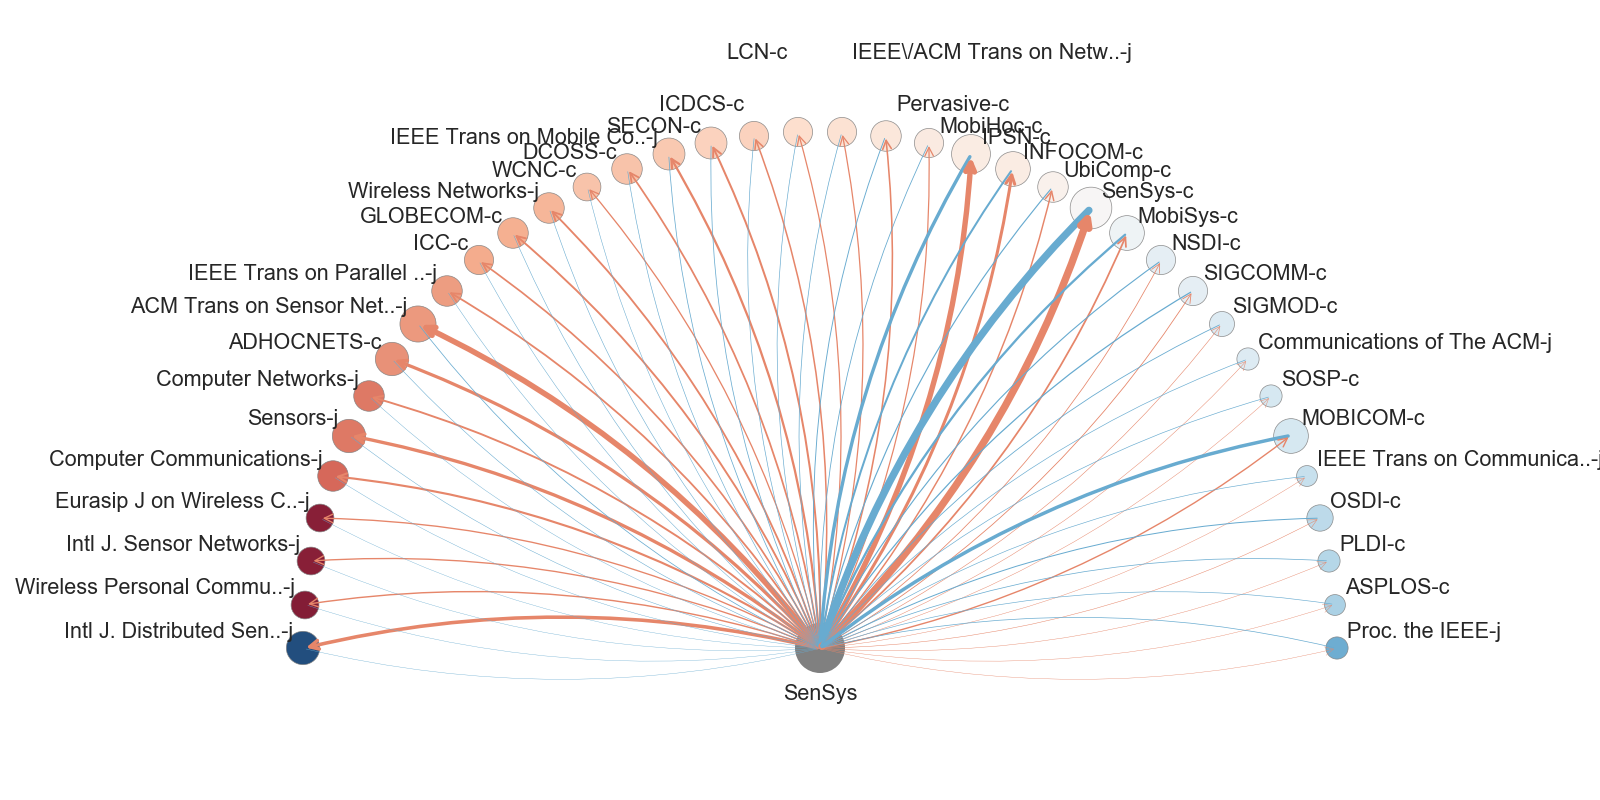 LCN-c
IEEE\/ACM Trans on Netw..-j
ICDCS-c
Pervasive-c
SECON-c
MobiHoc-c
IEEE Trans on Mobile Co..-j
IPSN-c
DCOSS-c
INFOCOM-c
WCNC-c
UbiComp-c
Wireless Networks-j
SenSys-c
GLOBECOM-c
MobiSys-c
ICC-c
NSDI-c
IEEE Trans on Parallel ..-j
SIGCOMM-c
ACM Trans on Sensor Net..-j
SIGMOD-c
ADHOCNETS-c
Communications of The ACM-j
Computer Networks-j
SOSP-c
Sensors-j
MOBICOM-c
Computer Communications-j
IEEE Trans on Communica..-j
Eurasip J on Wireless C..-j
OSDI-c
Intl J. Sensor Networks-j
PLDI-c
Wireless Personal Commu..-j
ASPLOS-c
Intl J. Distributed Sen..-j
Proc. the IEEE-j
SenSys